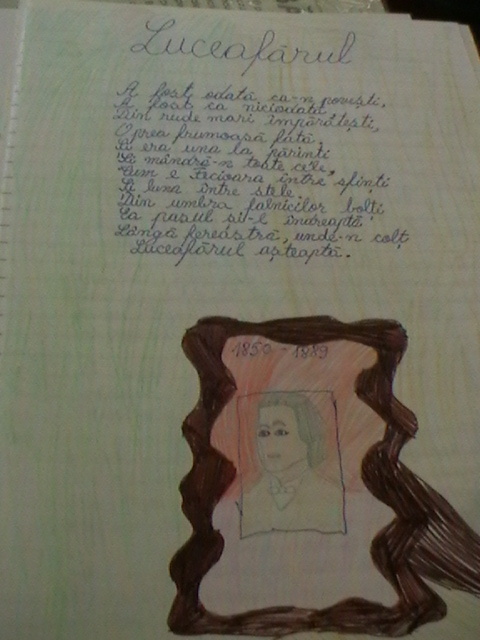 Luceafărul
A fost odată ca-n povești,
A fost ca niciodată
Din rude mari împărătești,
O prea frumoasă fată.
Și era una la părinți
Și mândră-n toate cele,
Cum e Fecioara între sfinți
Și luna între stele.
Din umbra falnicilor bolți
Ea pasul și-l îndreaptă
Lângă fereastră, unde-n colț
Luceafărul așteaptă.
1850 - 1889